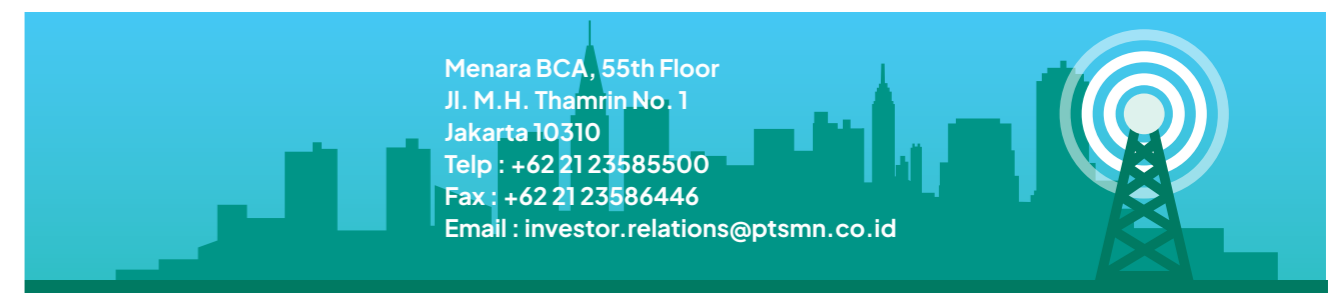 Menara BCA, 55th Floor
Jl. M.H. Thamrin No. 1
Jakarta 10310
Telp : +62 21 23585500
Fax : +62 21 23586446
Email : investor.relations@ptsmn.co.id